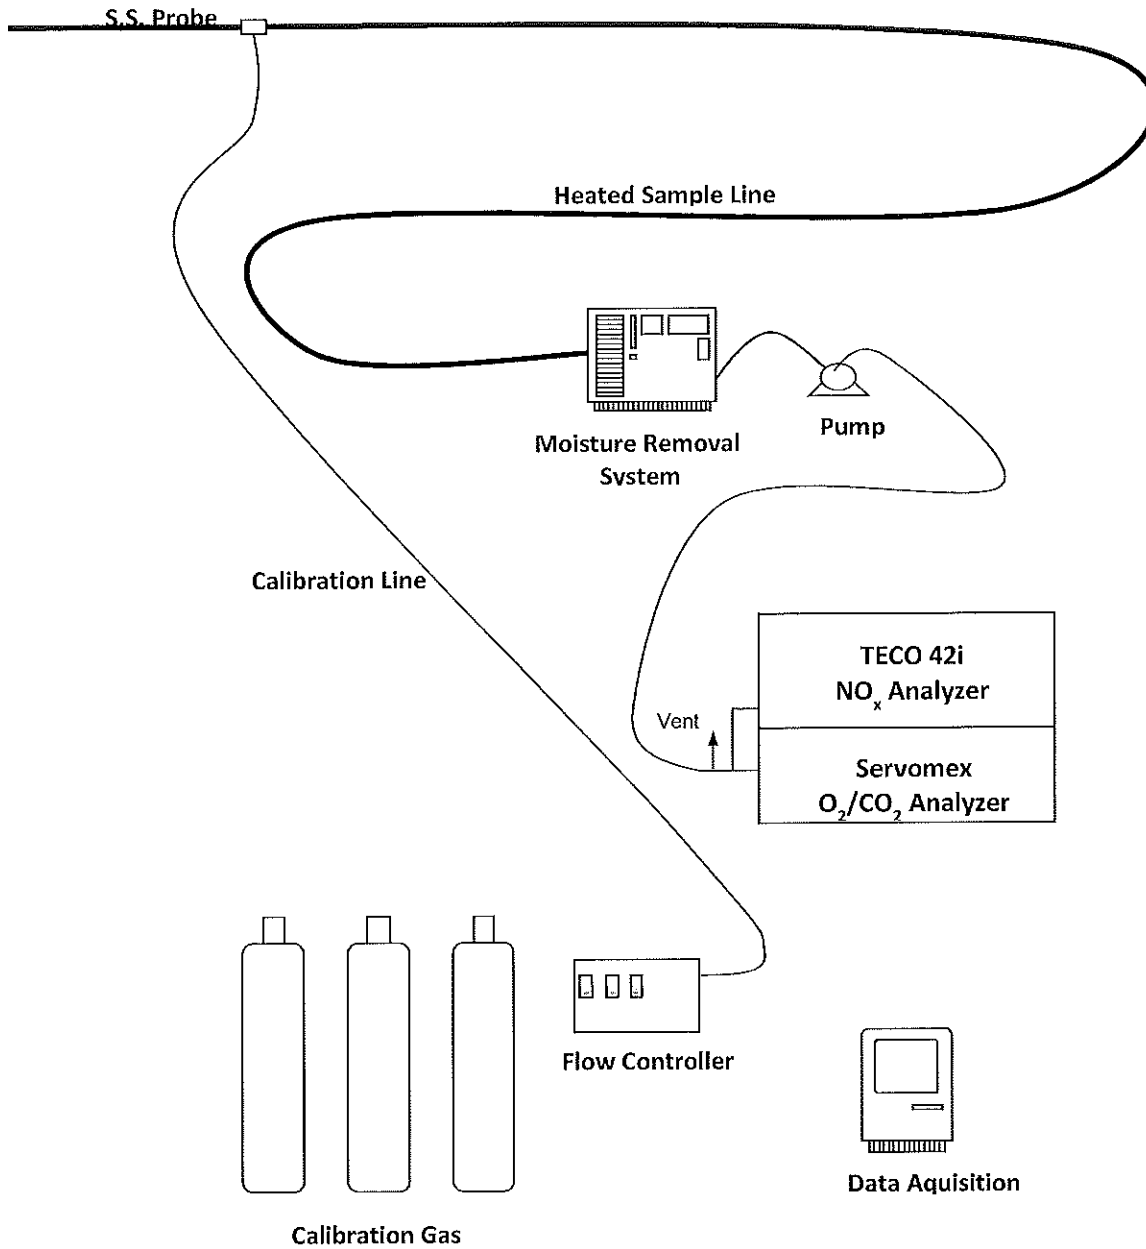 S.S. Probe
Heated Sample Line
Moisture Removal
System
Pump
Calibration Line
TECO 42i
NOₓ Analyzer
Vent
Servomex
O₂/CO₂ Analyzer
Flow Controller
Data Aquisition
Calibration Gas